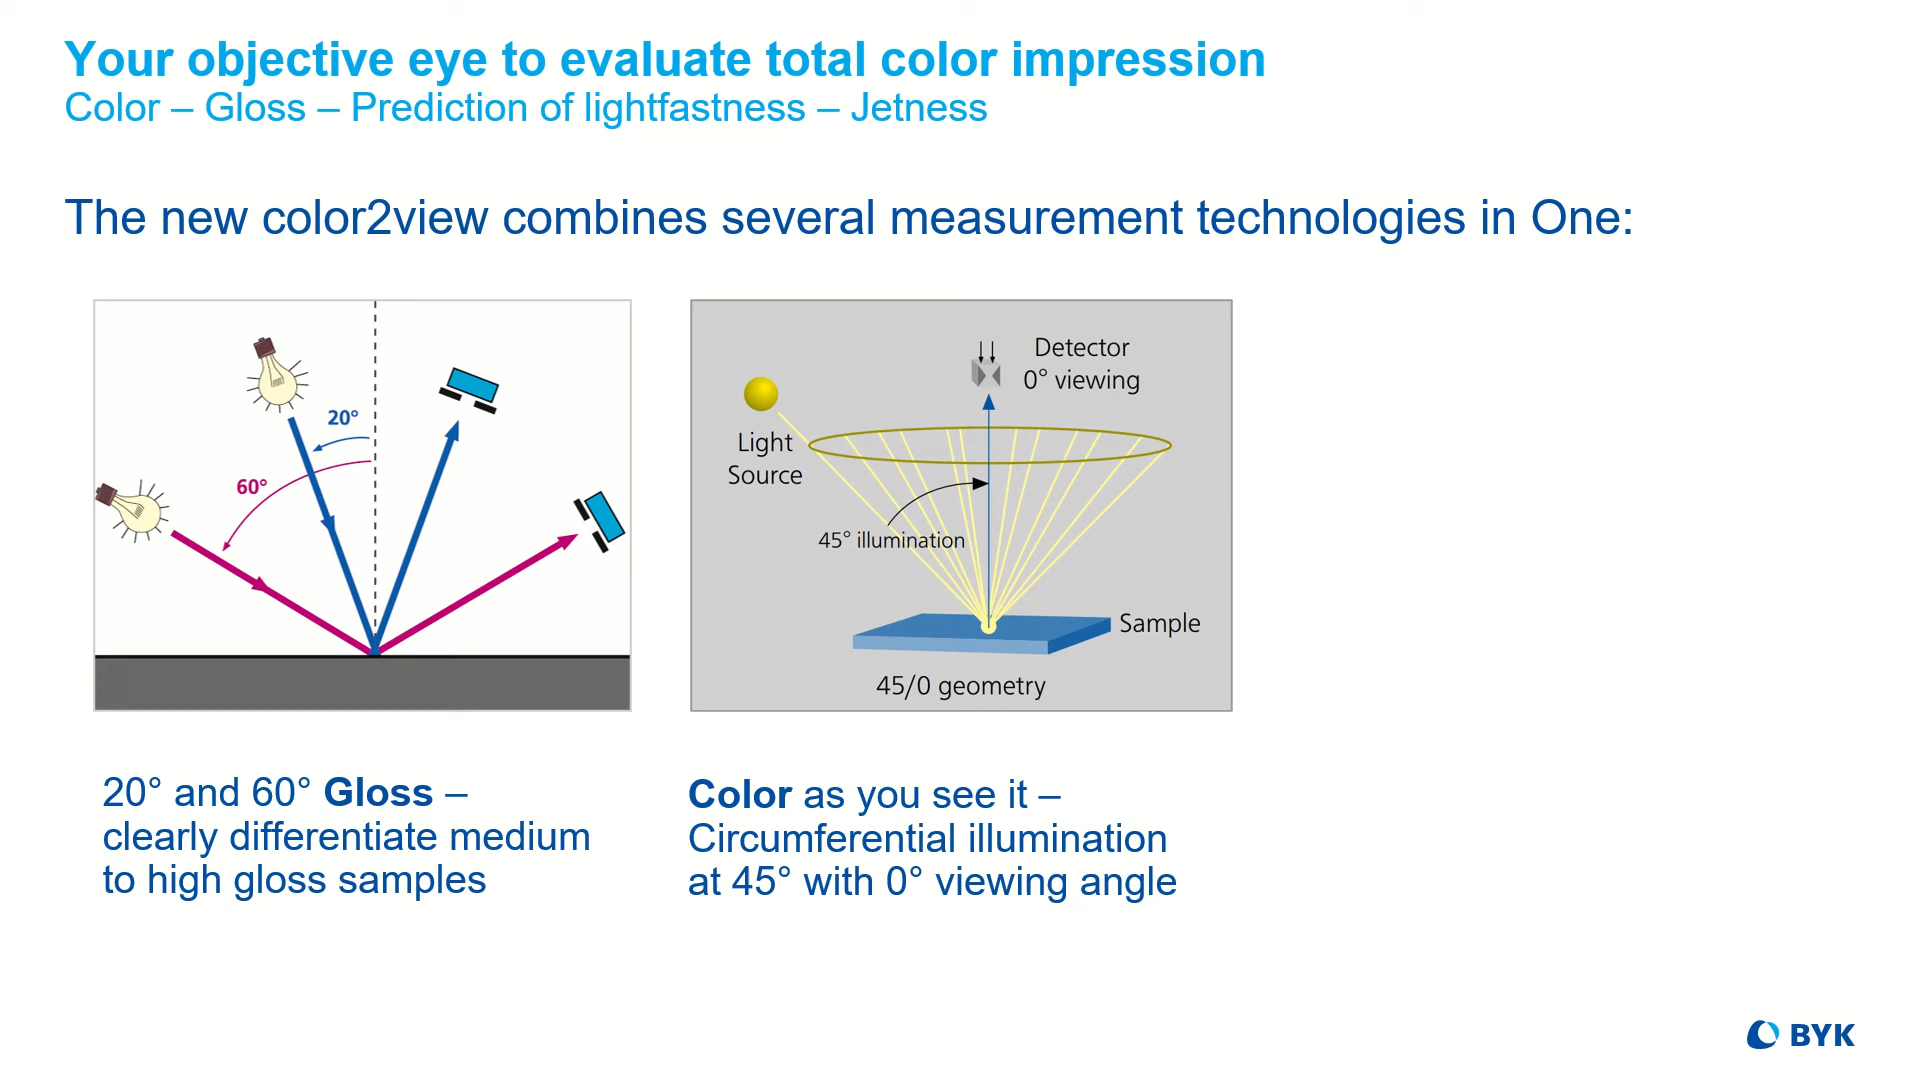 Your objective eye to evaluate total color impression
Color – Gloss – Prediction of lightfastness – Jetness
The new color2view combines several measurement technologies in One:
20°
60°
Detector
0° viewing
Light
Source
45° illumination
Sample
45/0 geometry
20° and 60° Gloss –
clearly differentiate medium
to high gloss samples
Color as you see it –
Circumferential illumination
at 45° with 0° viewing angle
BYK